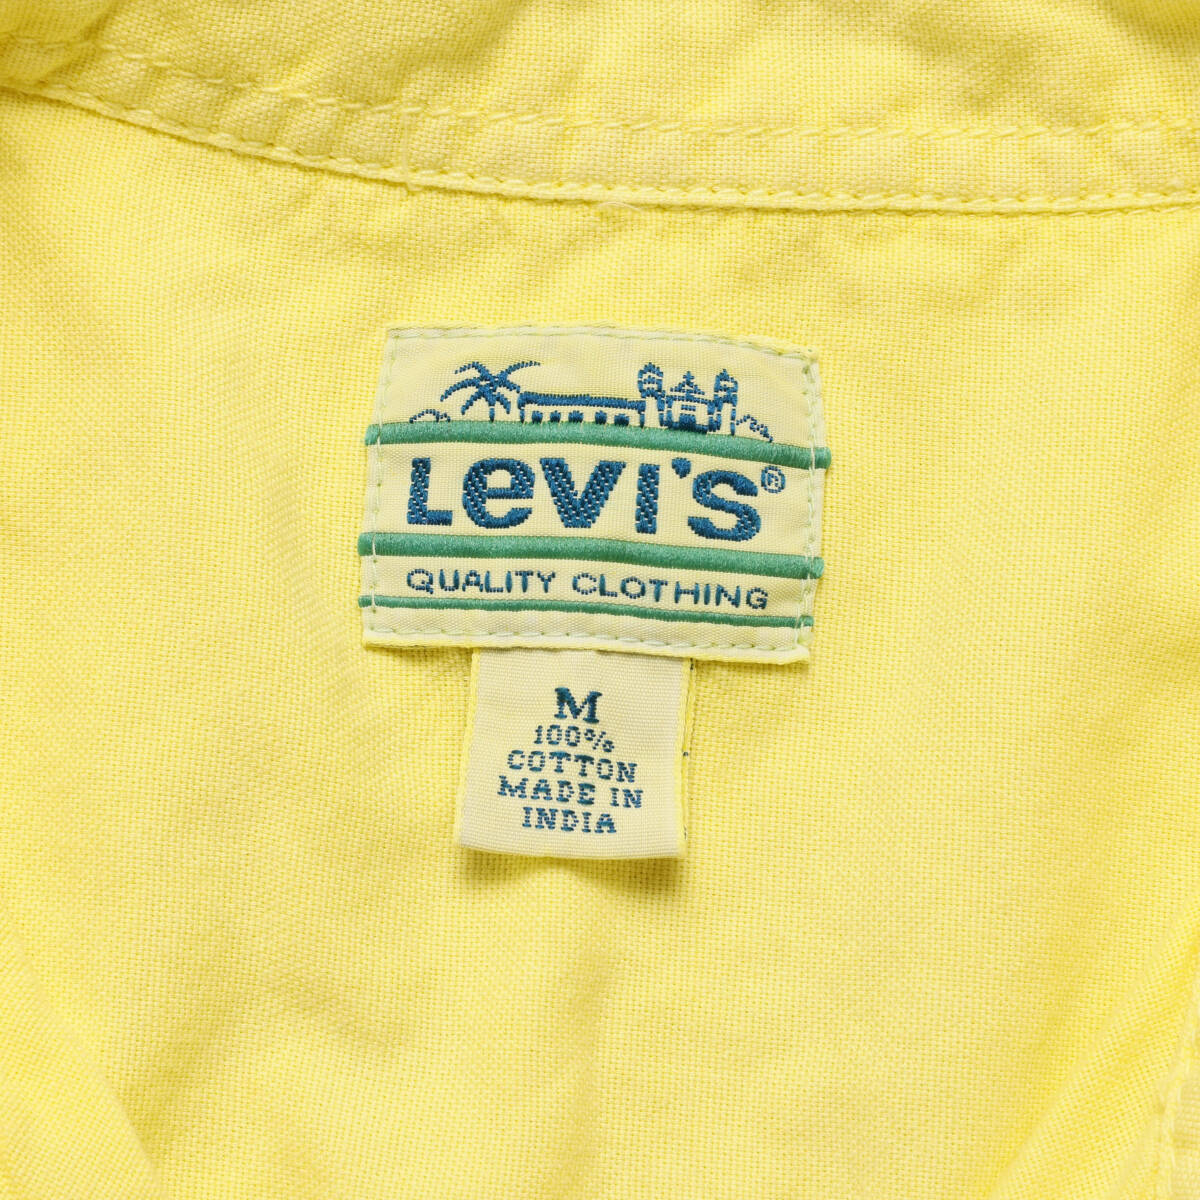 Levi's®
QUALITY CLOTHING
M
100%
COTTON
MADE IN
INDIA